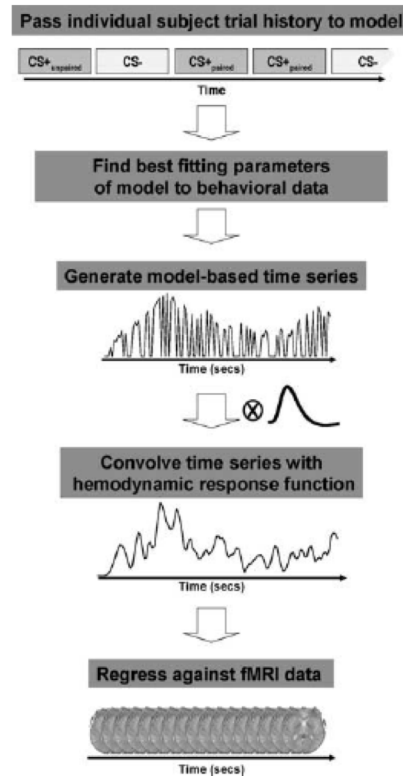 Pass individual subject trial history to model
CS+unpaired CS- CS+paired CS+paired CS-
Time
Find best fitting parameters
of model to behavioral data
Generate model-based time series
Time (secs)
Convolve time series with
hemodynamic response function
Time (secs)
Regress against fMRI data
Time (secs)